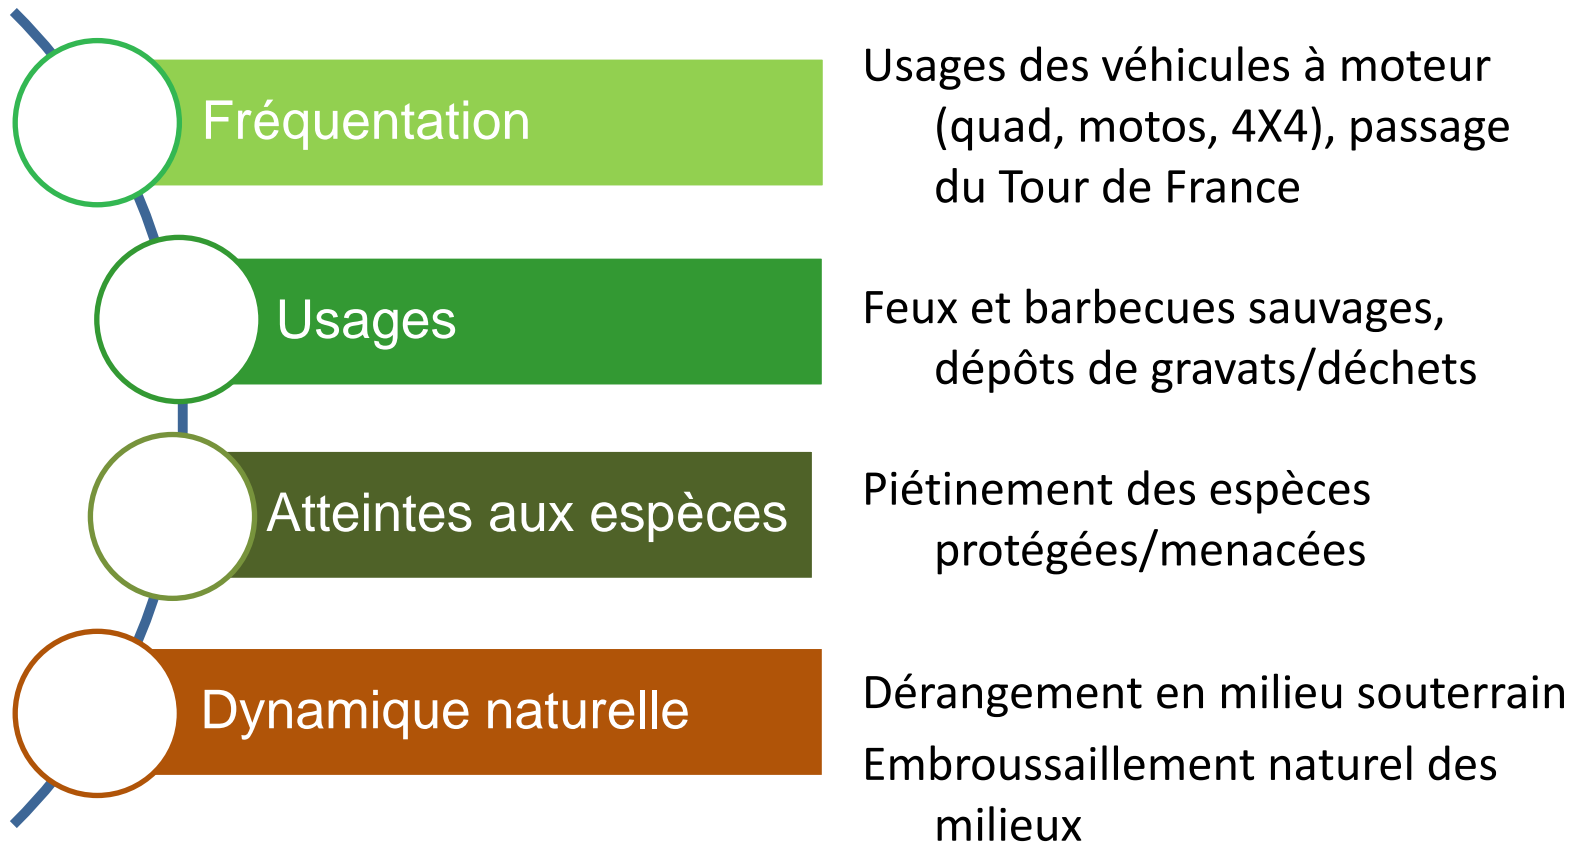 Fréquentation
Usages des véhicules à moteur
(quad, motos, 4X4), passage
du Tour de France
Usages
Feux et barbecues sauvages,
dépôts de gravats/déchets
Atteintes aux espèces
Piétinement des espèces
protégées/menacées
Dynamique naturelle
Dérangement en milieu souterrain
Embroussaillement naturel des
milieux